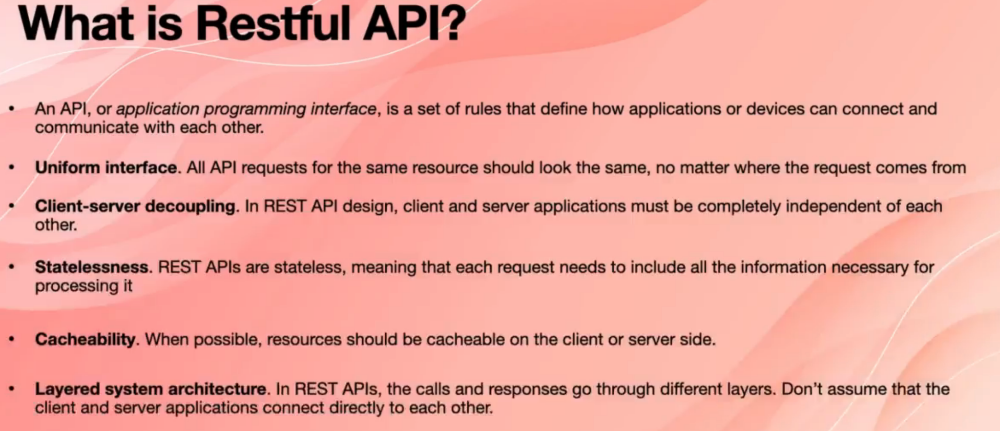 What is Restful API?
• An API, or application programming interface, is a set of rules that define how applications or devices can connect and
communicate with each other.
• Uniform interface. All API requests for the same resource should look the same, no matter where the request comes from
• Client-server decoupling. In REST API design, client and server applications must be completely independent of each
other.
• Statelessness. REST APIs are stateless, meaning that each request needs to include all the information necessary for
processing it
• Cacheability. When possible, resources should be cacheable on the client or server side.
• Layered system architecture. In REST APIs, the calls and responses go through different layers. Don’t assume that the
client and server applications connect directly to each other.